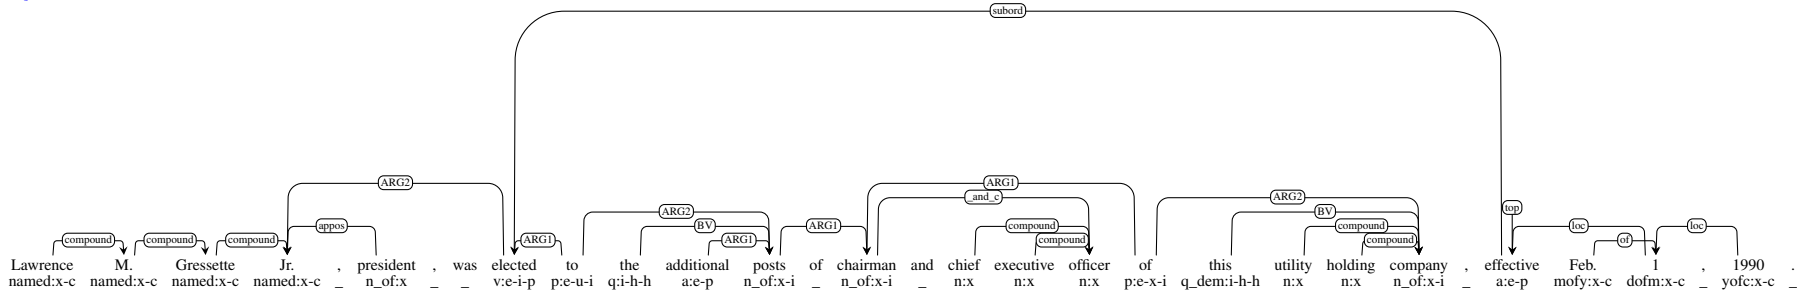 subord
ARG2 ARG1
_and_c ARG2
ARG2 top
appos BV ARG1 compound BV compound loc loc
compound compound compound ARG1 ARG1 compound compound of
Lawrence M. Gressette Jr. , president , was elected to the additional posts of chairman and chief executive officer of this utility holding company , effective Feb. 1 , 1990 .
named:x-c named:x-c named:x-c named:x-c _ n_of:x _ _ v:e-i-p p:e-u-i q:i-h-h a:e-p n_of:x-i _ n_of:x-i _ n:x n:x n:x p:e-x-i q_dem:i-h-h n:x n:x n_of:x-i _ a:e-p mofy:x-c dofm:x-c _ yofc:x-c _